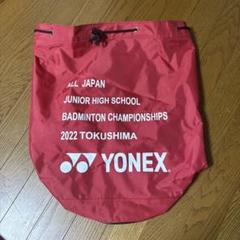 ALL JAPAN
JUNIOR HIGH SCHOOL
BADMINTON CHAMPIONSHIPS
2022 TOKUSHIMA
YONEX